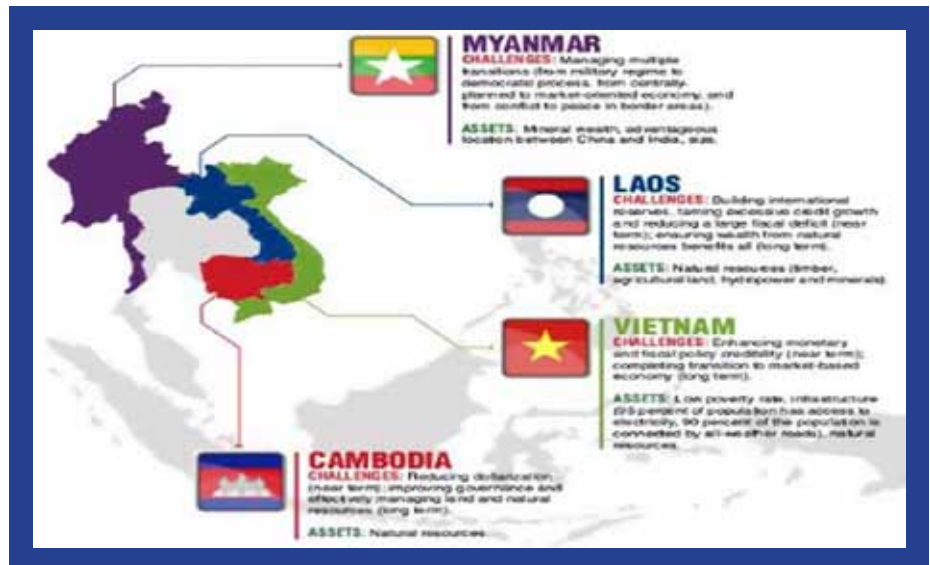 MYANMAR
CHALLENGES: Managing multiple
transitions (from military regime to
democratic process, from centrally-
planned to market-oriented economy, and
from conflict to peace in border areas).
ASSETS: Mineral wealth, advantageous
location between China and India, size.
LAOS
CHALLENGES: Building international
reserves, taming excessive credit growth
and reducing a large fiscal deficit (near
term); ensuring wealth from natural
resources benefits all (long term).
ASSETS: Natural resources (timber,
agricultural land, hydropower and minerals).
VIETNAM
CHALLENGES: Enhancing monetary
and fiscal policy credibility (near term);
completing transition to market-based
economy (long term).
ASSETS: Low poverty rate, infrastructure
(95 percent of population has access to
electricity, 90 percent of the population is
connected by all-weather roads), natural
resources.
CAMBODIA
CHALLENGES: Reducing dollarization
(near term); improving governance and
effectively managing land and natural
resources (long term).
ASSETS: Natural resources.